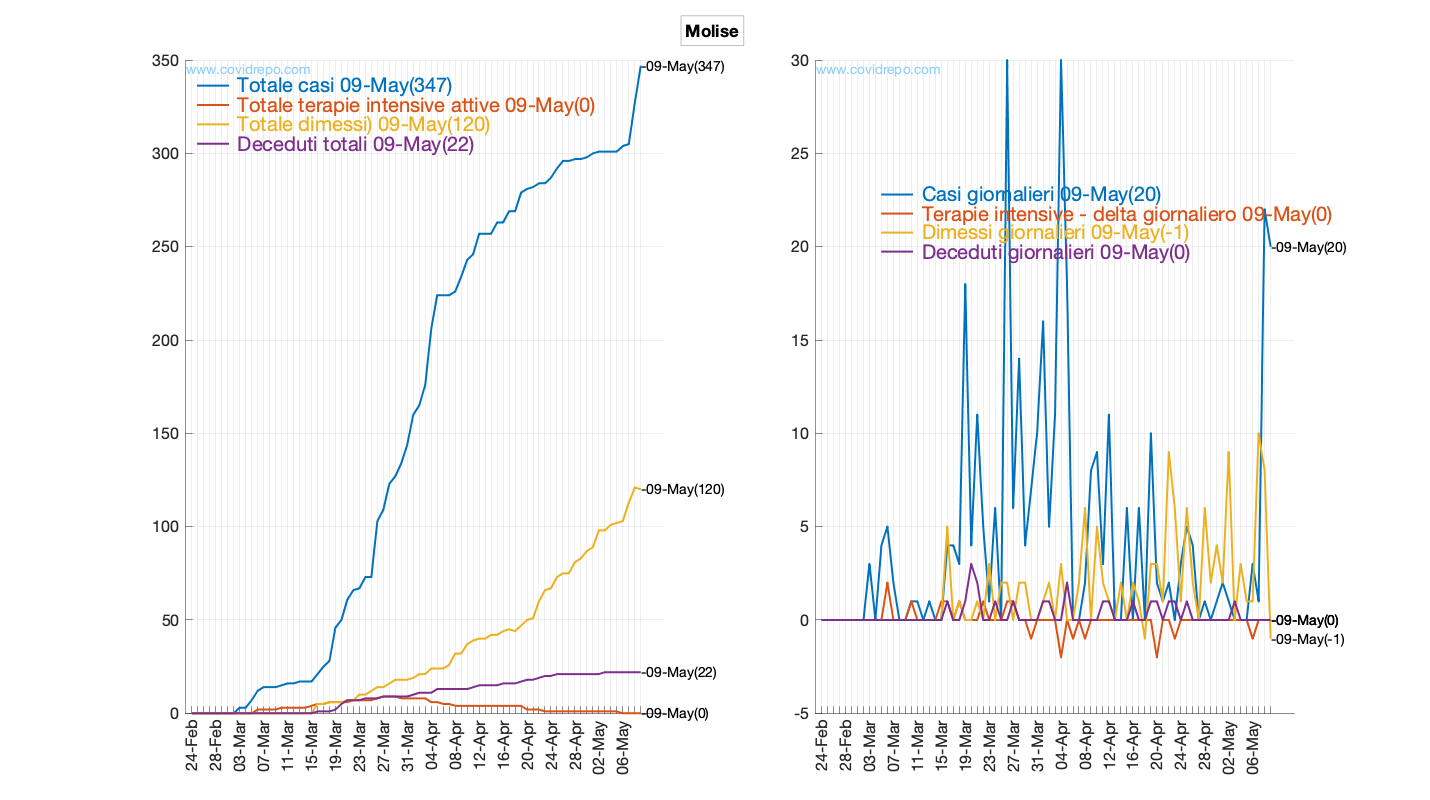 Molise
www.covidrepo.com
Totale casi 09-May(347)
Totale terapie intensive attive 09-May(0)
Totale dimessi) 09-May(120)
Deceduti totali 09-May(22)
350
300
250
200
150
100
50
0
-09-May(347)
-09-May(120)
-09-May(22)
-09-May(0)
24-Feb
28-Feb
03-Mar
07-Mar
11-Mar
15-Mar
19-Mar
23-Mar
27-Mar
31-Mar
04-Apr
08-Apr
12-Apr
16-Apr
20-Apr
24-Apr
28-Apr
02-May
06-May
www.covidrepo.com
Casi giornalieri 09-May(20)
Terapie intensive - delta giornaliero 09-May(0)
Dimessi giornalieri 09-May(-1)
Deceduti giornalieri 09-May(0)
30
25
20
15
10
5
0
-5
-09-May(20)
-09-May(0)
-09-May(-1)
24-Feb
28-Feb
03-Mar
07-Mar
11-Mar
15-Mar
19-Mar
23-Mar
27-Mar
31-Mar
04-Apr
08-Apr
12-Apr
16-Apr
20-Apr
24-Apr
28-Apr
02-May
06-May